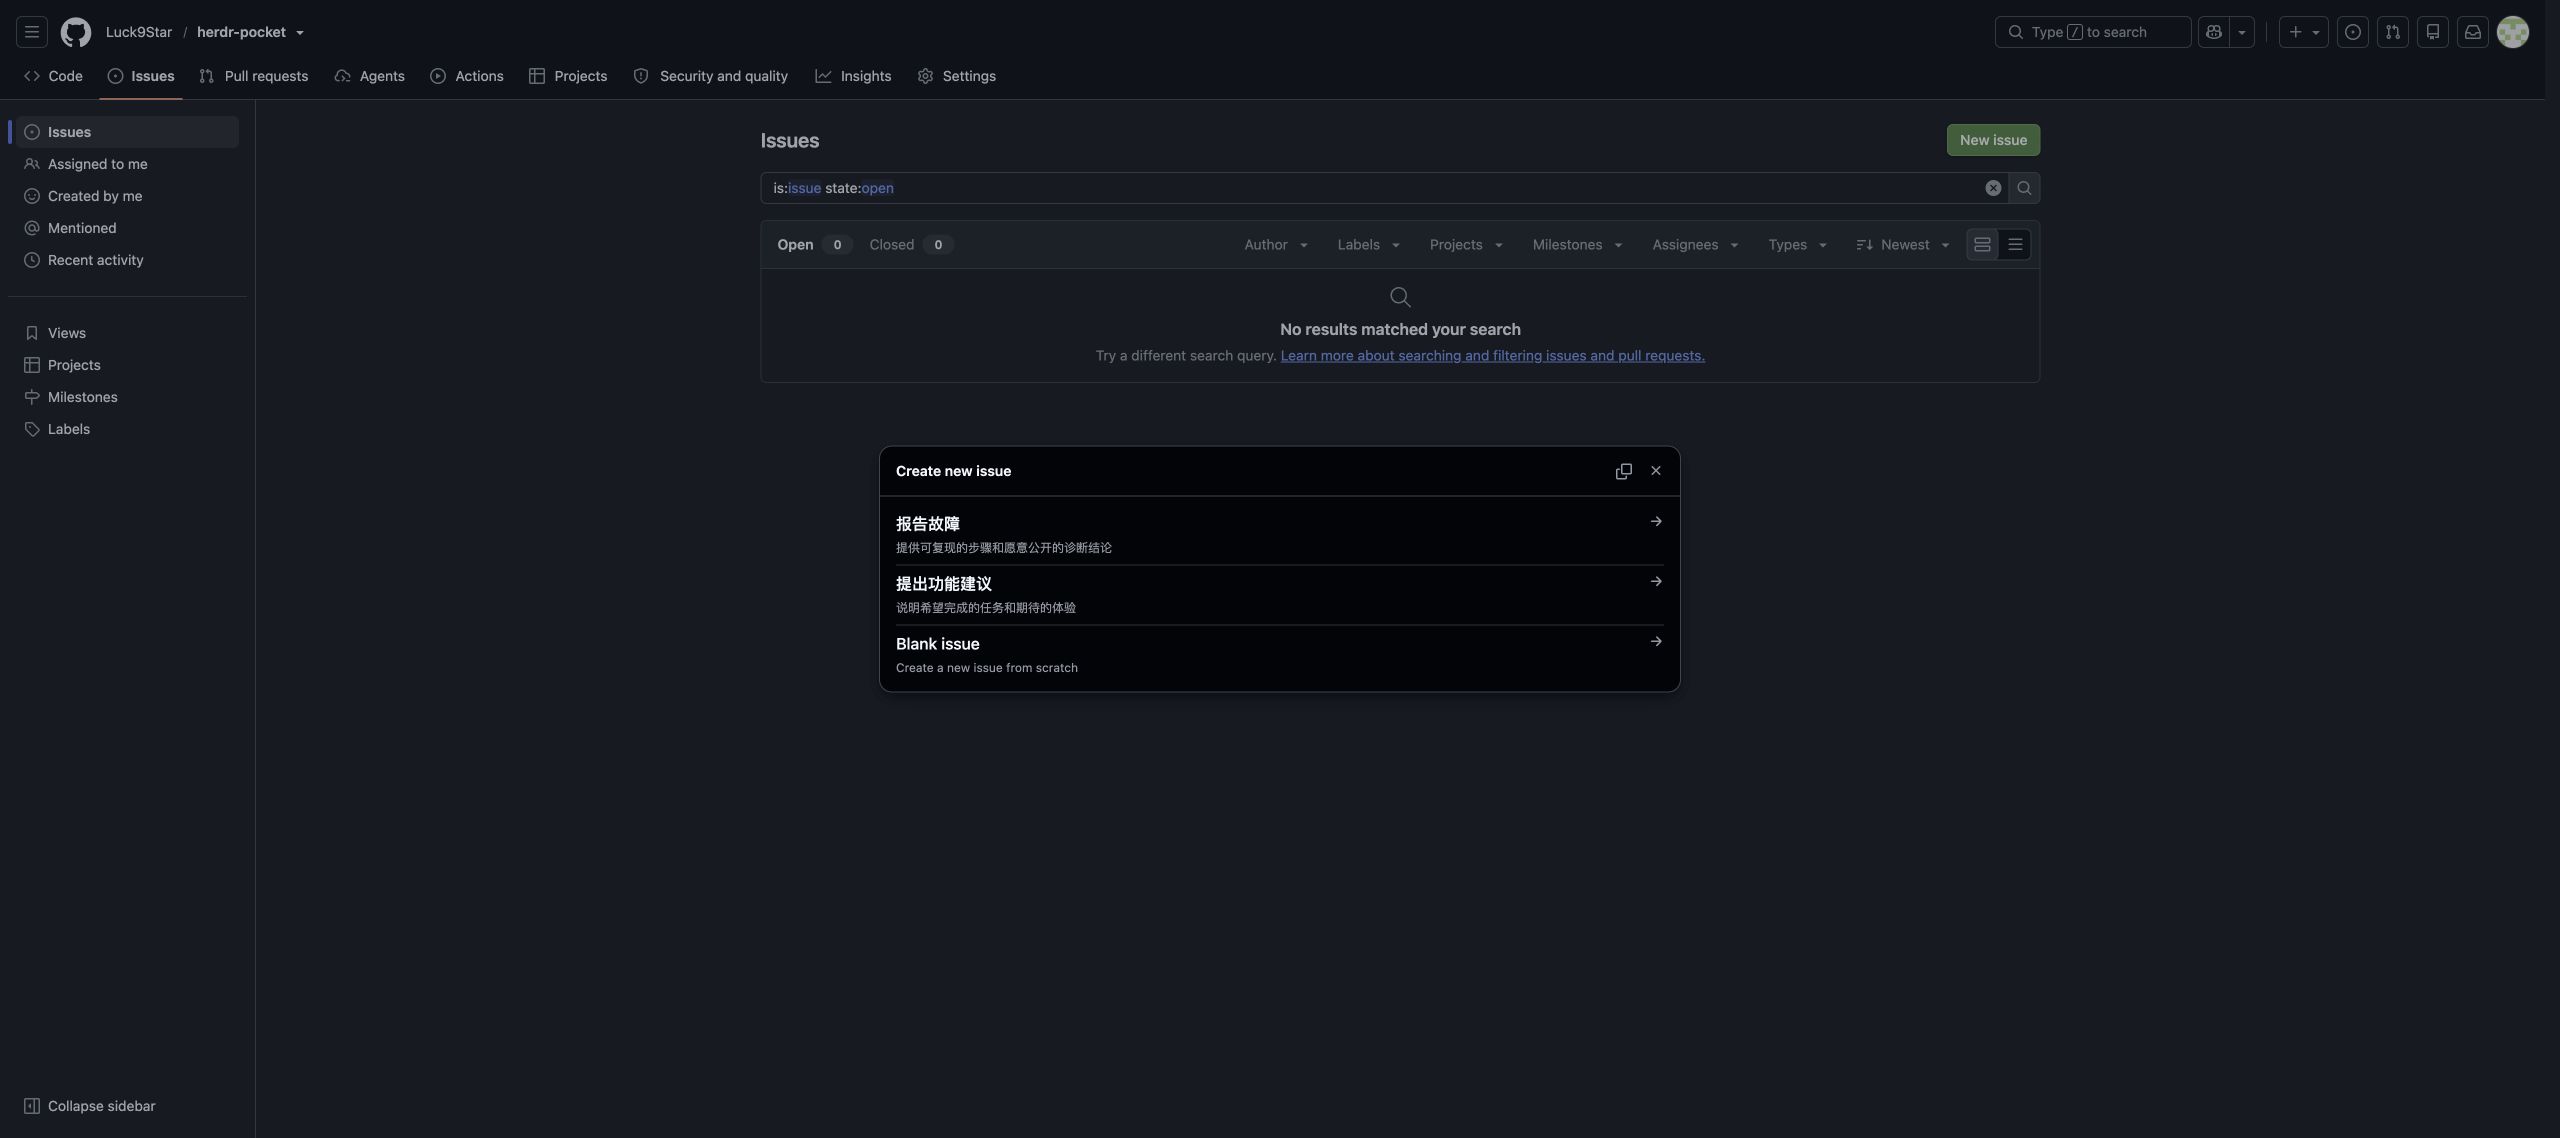 Luck9Star / herdr-pocket
Type / to search
Code Issues Pull requests Agents Actions Projects Security and quality Insights Settings
Issues
Assigned to me
Created by me
Mentioned
Recent activity
Views
Projects
Milestones
Labels
Collapse sidebar
Issues
New issue
is:issue state:open
Open 0 Closed 0 Author Labels Projects Milestones Assignees Types Newest
No results matched your search
Try a different search query. Learn more about searching and filtering issues and pull requests.
Create new issue
报告故障
提供可复现的步骤和愿意公开的诊断结论
提出功能建议
说明希望完成的任务和期待的体验
Blank issue
Create a new issue from scratch